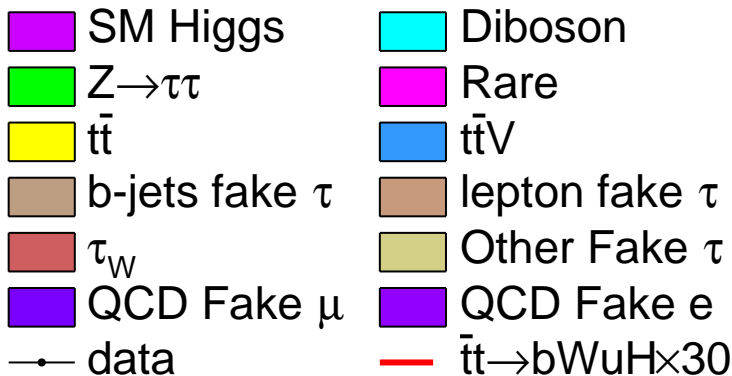 SM Higgs Diboson
Z→ττ Rare
tt̄ tt̄V
b-jets fake τ lepton fake τ
τ_W Other Fake τ
QCD Fake μ QCD Fake e
data t̄t→bWuH×30